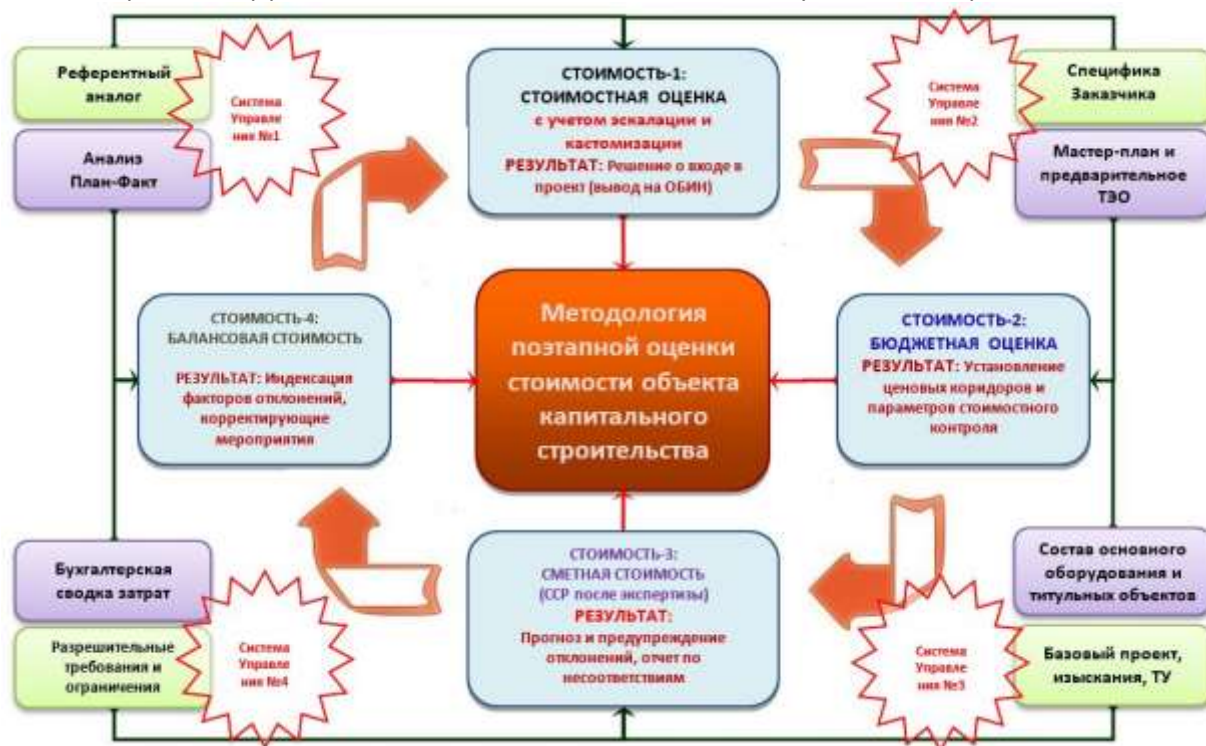 Референтный
аналог
Анализ
План-Факт
Система
Управле
ния №1
СТОИМОСТЬ-1:
СТОИМОСТНАЯ ОЦЕНКА
с учетом эскалации и
кастомизации
РЕЗУЛЬТАТ: Решение о входе в
проект (вывод на ОБИН)
Система
Управле
ния №2
Специфика
Заказчика
Мастер-план и
предварительное
ТЭО
СТОИМОСТЬ-4:
БАЛАНСОВАЯ СТОИМОСТЬ
РЕЗУЛЬТАТ: Индексация
факторов отклонений,
корректирующие
мероприятия
Методология
поэтапной оценки
стоимости объекта
капитального
строительства
СТОИМОСТЬ-2:
БЮДЖЕТНАЯ ОЦЕНКА
РЕЗУЛЬТАТ: Установление
ценовых коридоров и
параметров стоимостного
контроля
Бухгалтерская
сводка затрат
Разрешительные
требования и
ограничения
Система
Управле
ния №4
СТОИМОСТЬ-3:
СМЕТНАЯ СТОИМОСТЬ
(ССР после экспертизы)
РЕЗУЛЬТАТ:
Прогноз и предупреждение
отклонений, отчет по
несоответствиям
Система
Управле
ния №3
Состав основного
оборудования и
титульных объектов
Базовый проект,
изыскания, ТУ